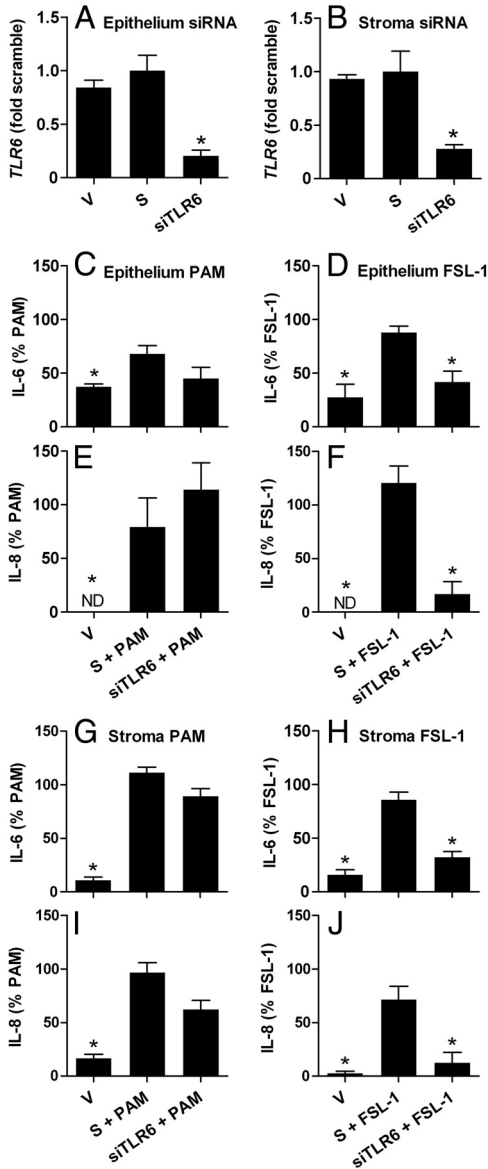 A Epithelium siRNA
TLR6 (fold scramble)
1.5
1.0
0.5
0
*
V
S
siTLR6
B Stroma siRNA
TLR6 (fold scramble)
1.5
1.0
0.5
0
*
V
S
siTLR6
C Epithelium PAM
IL-6 (% PAM)
150
100
50
0
*
D Epithelium FSL-1
IL-6 (% FSL-1)
150
100
50
0
*
*
E
IL-8 (% PAM)
150
100
50
0
*
ND
V
S + PAM
siTLR6 + PAM
F
IL-8 (% FSL-1)
150
100
50
0
*
ND
*
V
S + FSL-1
siTLR6 + FSL-1
G Stroma PAM
IL-6 (% PAM)
150
100
50
0
*
H Stroma FSL-1
IL-6 (% FSL-1)
150
100
50
0
*
*
I
IL-8 (% PAM)
150
100
50
0
*
V
S + PAM
siTLR6 + PAM
J
IL-8 (% FSL-1)
150
100
50
0
*
*
V
S + FSL-1
siTLR6 + FSL-1